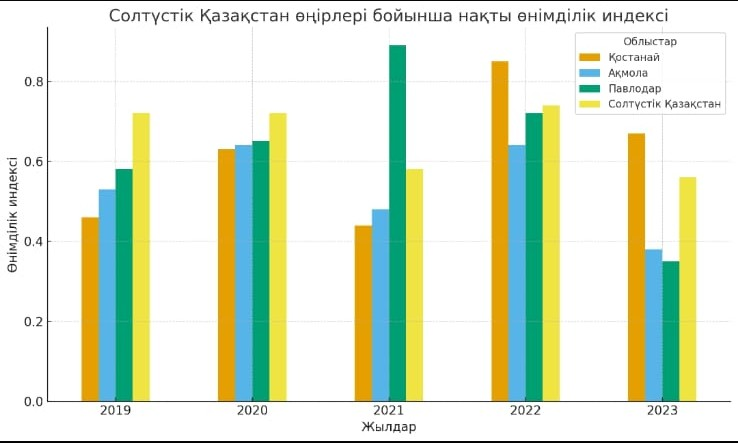 Солтүстік Қазақстан өңірлері бойынша нақты өнімділік индексі
Облыстар
Қостанай
Ақмола
Павлодар
Солтүстік Қазақстан
Өнімділік индексі
0.8
0.6
0.4
0.2
0.0
2019 2020 2021 2022 2023
Жылдар